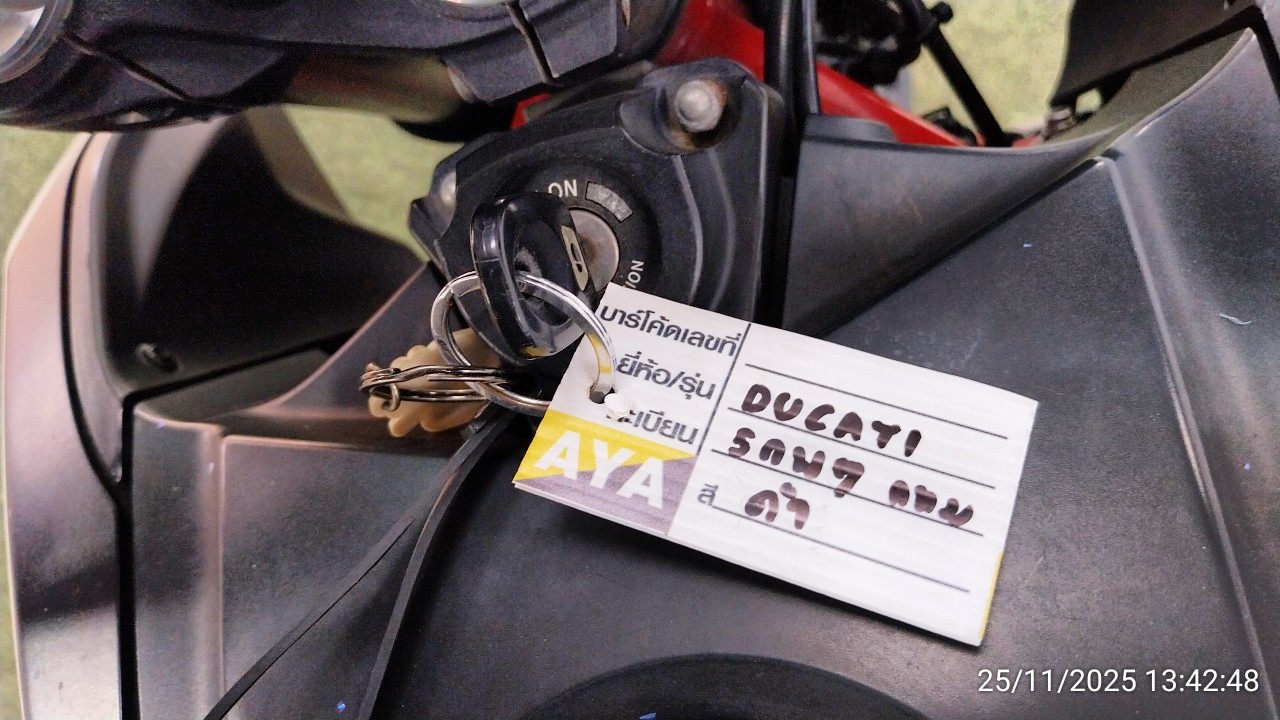 ON
บาร์โค้ดเลขที่
ยี่ห้อ/รุ่น DUCATI
ะเบียน
สี ดำ
AYA
25/11/2025 13:42:48